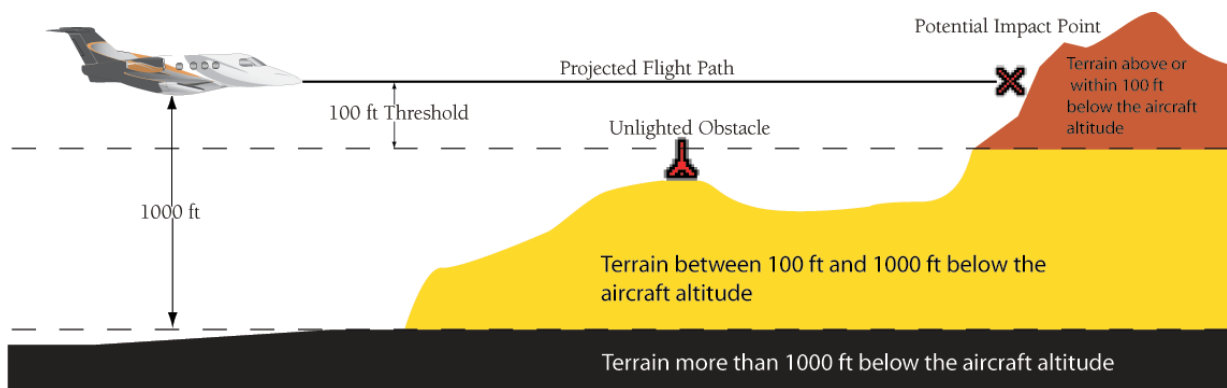 Potential Impact Point
Projected Flight Path
Terrain above or
within 100 ft
below the aircraft
altitude
100 ft Threshold
Unlighted Obstacle
1000 ft
Terrain between 100 ft and 1000 ft below the
aircraft altitude
Terrain more than 1000 ft below the aircraft altitude